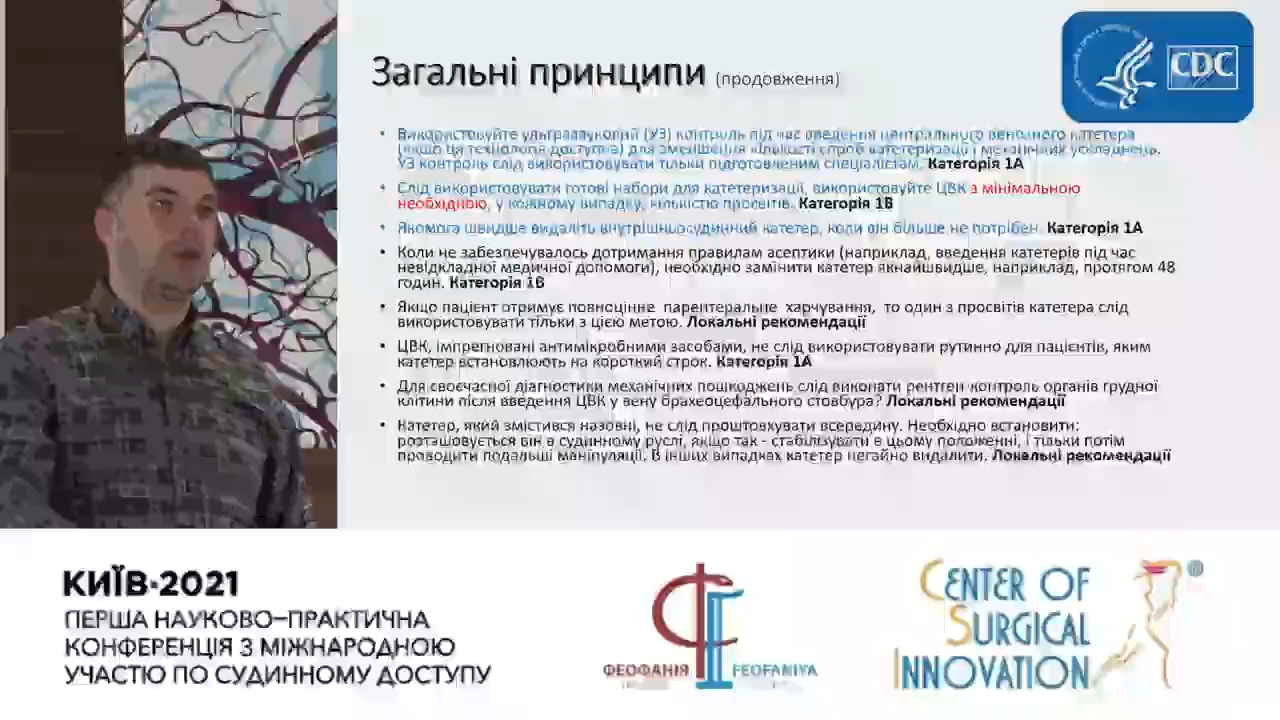 Загальні принципи (продовження)
CDC
• Використовуйте ультразвуковий (УЗ) контроль під час введення центрального венозного катетера
(якщо ця технологія доступна) для зменшення кількості спроб катетеризації і механічних ускладнень.
УЗ контроль слід використовувати тільки підготовленим спеціалістам. Категорія 1А
• Слід використовувати готові набори для катетеризації, використовуйте ЦВК з мінімальною
необхідною, у кожному випадку, кількістю просвітів. Категорія 1В
• Якомога швидше видаліть внутрішньосудинний катетер, коли він більше не потрібен. Категорія 1А
• Коли не забезпечувалось дотримання правилам асептики (наприклад, введення катетерів під час
невідкладної медичної допомоги), необхідно замінити катетер якнайшвидше, наприклад, протягом 48
годин. Категорія 1В
• Якщо пацієнт отримує повноцінне парентеральне харчування, то один з просвітів катетера слід
використовувати тільки з цією метою. Локальні рекомендації
• ЦВК, імпрегновані антимікробними засобами, не слід використовувати рутинно для пацієнтів, яким
катетер встановлюють на короткий строк. Категорія 1А
• Для своєчасної діагностики механічних пошкоджень слід виконати рентген контроль органів грудної
клітини після введення ЦВК у вену брахеоцефального стовбура? Локальні рекомендації
• Катетер, який змістився назовні, не слід проштовхувати всередину. Необхідно встановити:
розташовується він в судинному руслі, якщо так - стабілізувати в цьому положенні, і тільки потім
проводити подальші маніпуляції. В інших випадках катетер негайно видалити. Локальні рекомендації
КИЇВ·2021
ПЕРША НАУКОВО–ПРАКТИЧНА
КОНФЕРЕНЦІЯ З МІЖНАРОДНОЮ
УЧАСТЮ ПО СУДИННОМУ ДОСТУПУ
ФЕОФАНІЯ FEOFANIYA
CENTER OF
SURGICAL
INNOVATION